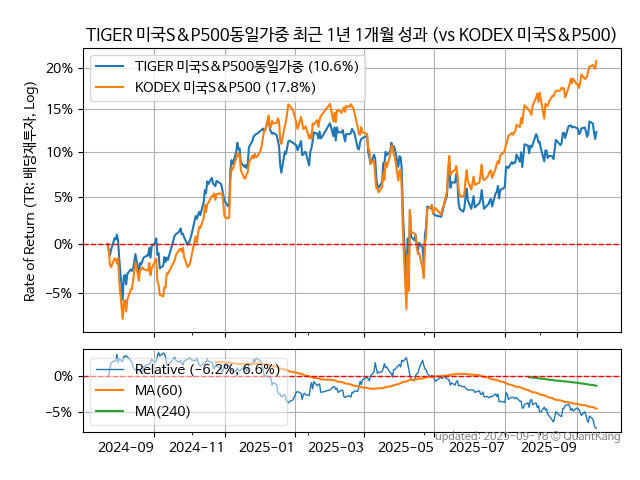 TIGER 미국S&P500동일가중 최근 1년 1개월 성과 (vs KODEX 미국S&P500)
Rate of Return (TR: 배당재투자, Log)
20%
15%
10%
5%
0%
−5%
TIGER 미국S&P500동일가중 (10.6%)
KODEX 미국S&P500 (17.8%)
0%
−5%
Relative (−6.2%, 6.6%)
MA(60)
MA(240)
2024−09
2024−11
2025−01
2025−03
2025−05
2025−07
2025−09
updated: 2025−09−18 © QuantKang